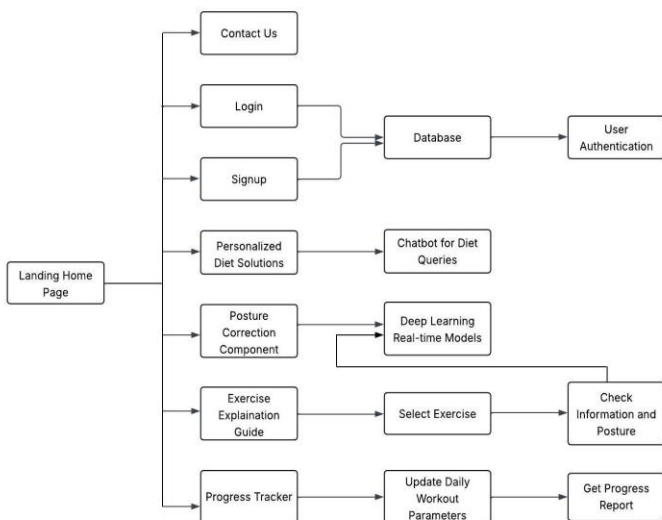 Contact Us
Login
Database
User
Authentication
Signup
Personalized
Diet Solutions
Chatbot for Diet
Queries
Landing Home
Page
Posture
Correction
Component
Deep Learning
Real-time Models
Exercise
Explaination
Guide
Select Exercise
Check
Information and
Posture
Progress Tracker
Update Daily
Workout
Parameters
Get Progress
Report